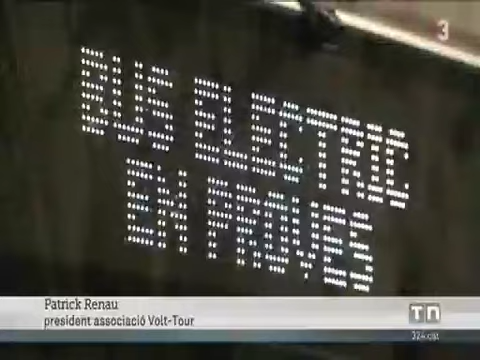 3
BUS ELECTRIC
EN PROVES
Patrick Renau
president associació Volt-Tour
TN
324.cat